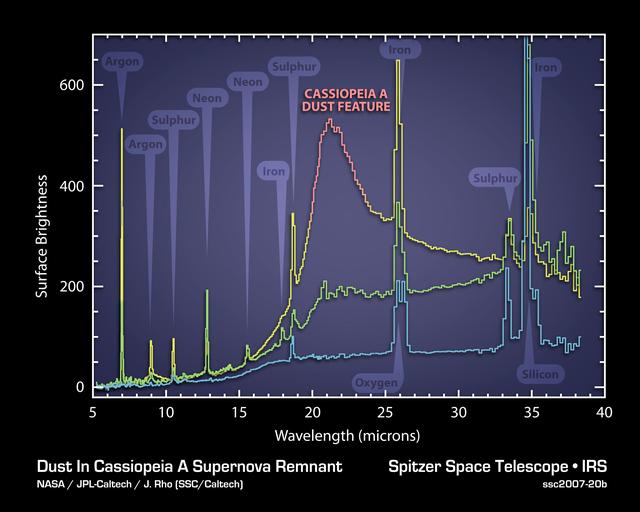 Iron
Argon
Sulphur
Iron
Neon
CASSIOPEIA A
DUST FEATURE
Neon
Sulphur
Argon
Iron
Sulphur
Oxygen
Silicon
Surface Brightness
600
400
200
0
5
10
15
20
25
30
35
40
Wavelength (microns)
Dust In Cassiopeia A Supernova Remnant
NASA / JPL-Caltech / J. Rho (SSC/Caltech)
Spitzer Space Telescope • IRS
ssc2007-20b